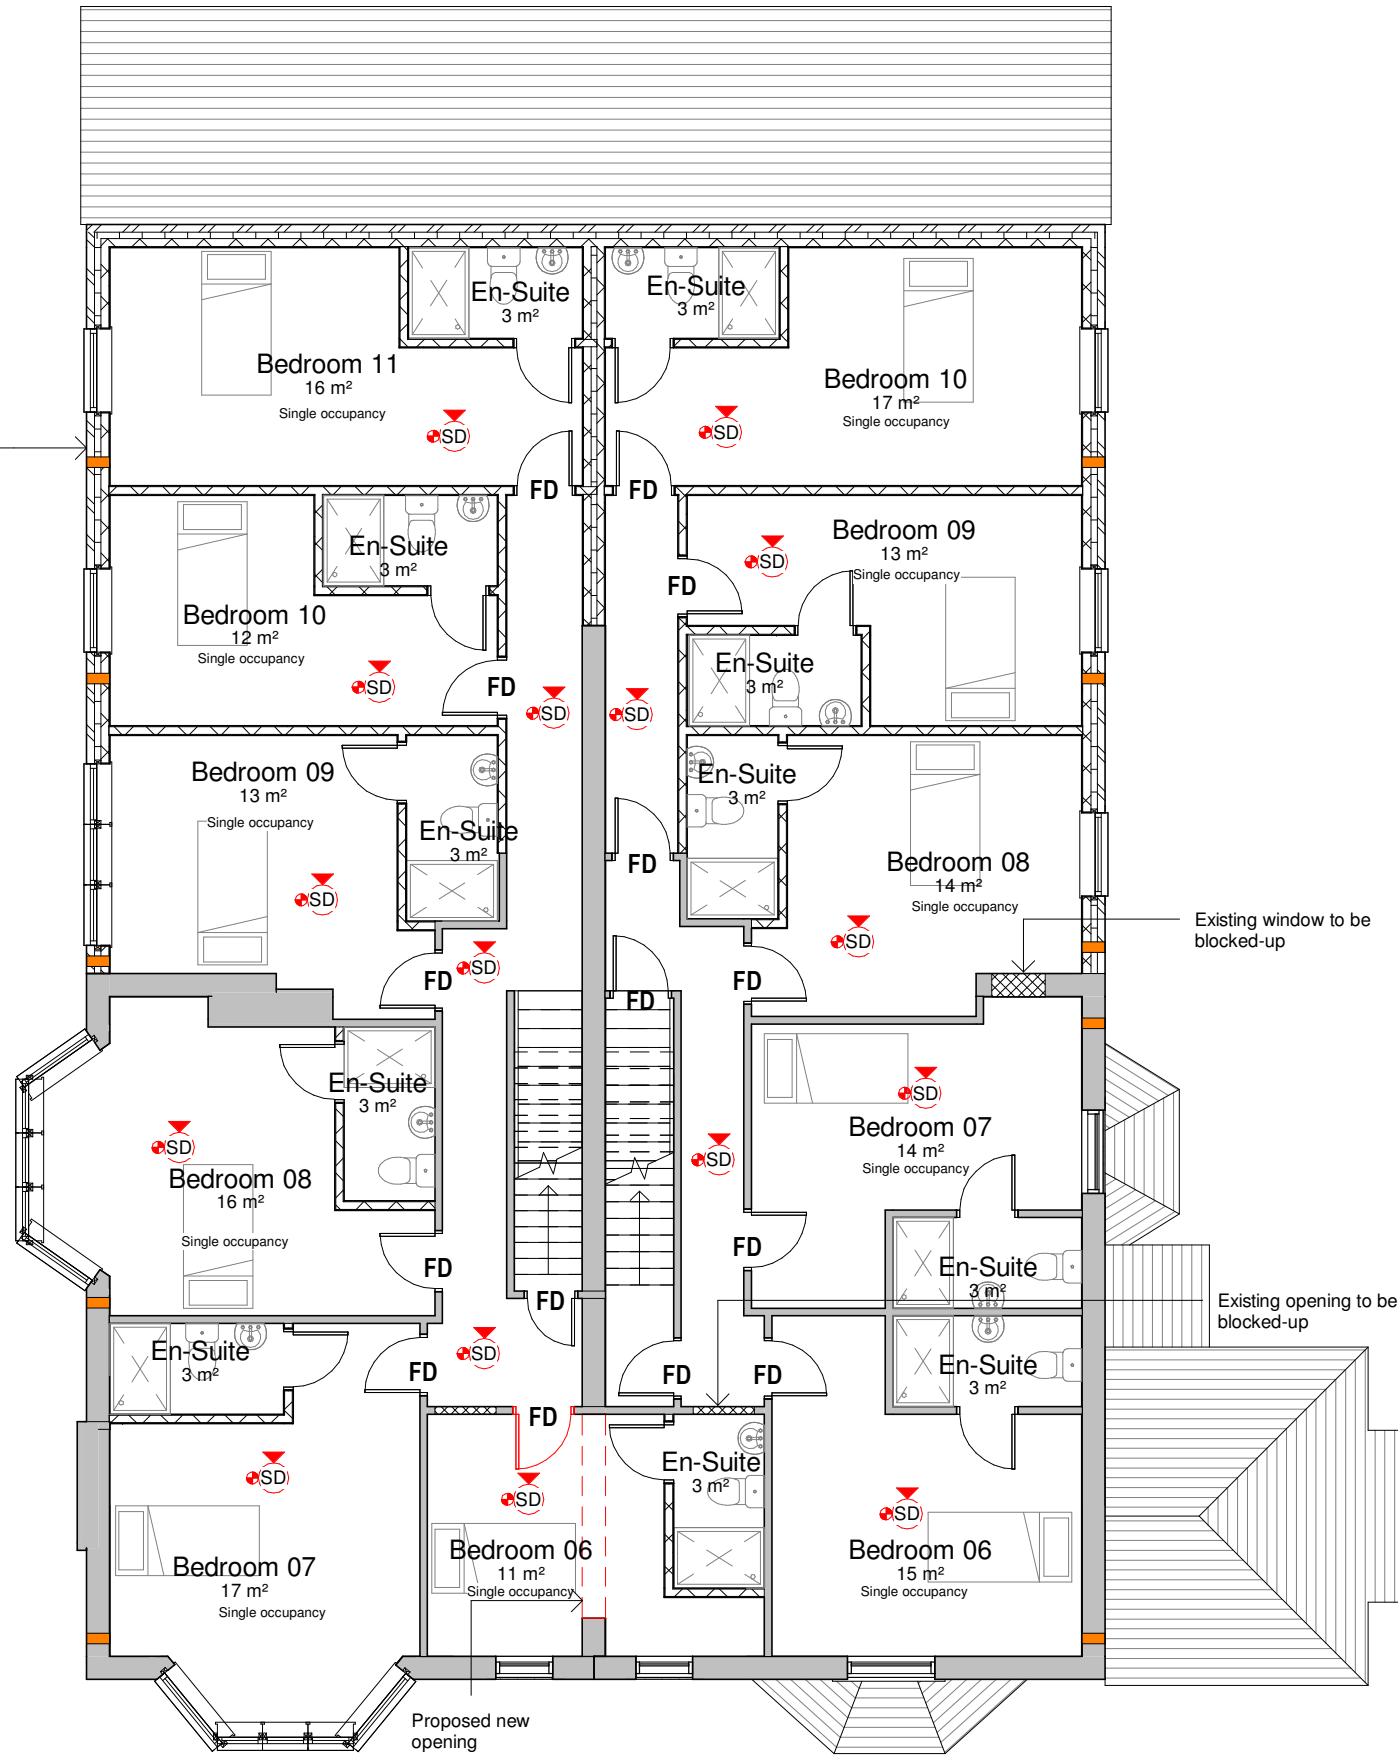 En-Suite
3 m²
En-Suite
3 m²
Bedroom 11
16 m²
Single occupancy
Bedroom 10
17 m²
Single occupancy
SD
SD
FD
FD
En-Suite
3 m²
Bedroom 09
13 m²
Single occupancy
SD
FD
Bedroom 10
12 m²
Single occupancy
En-Suite
3 m²
SD
FD
SD
SD
Bedroom 09
13 m²
Single occupancy
En-Suite
3 m²
En-Suite
3 m²
FD
Bedroom 08
14 m²
Single occupancy
SD
Existing window to be
blocked-up
SD
SD
FD
FD
FD
En-Suite
3 m²
SD
Bedroom 07
14 m²
Single occupancy
SD
SD
Bedroom 08
16 m²
Single occupancy
FD
FD
En-Suite
3 m²
FD
Existing opening to be
blocked-up
En-Suite
3 m²
SD
FD
FD
FD
En-Suite
3 m²
FD
SD
En-Suite
3 m²
SD
SD
Bedroom 07
17 m²
Single occupancy
Bedroom 06
11 m²
Single occupancy
Bedroom 06
15 m²
Single occupancy
Proposed new
opening